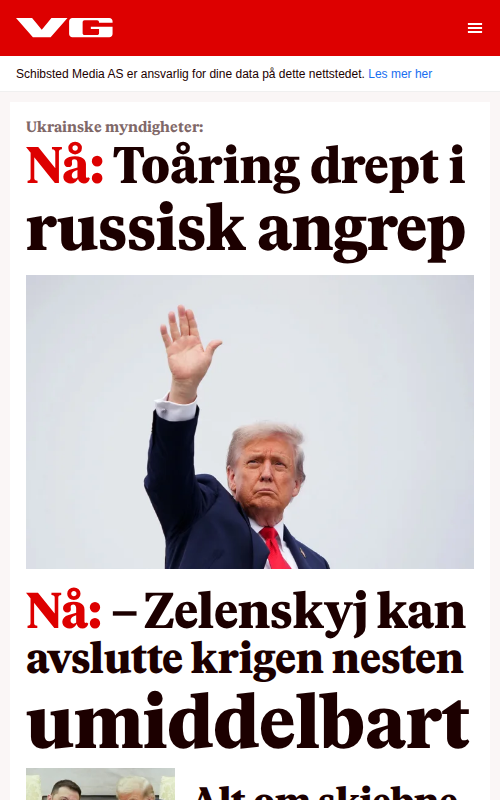 VG
Schibsted Media AS er ansvarlig for dine data på dette nettstedet. Les mer her
Ukrainske myndigheter:
Nå: Toåring drept i
russisk angrep
Nå: – Zelenskyj kan
avslutte krigen nesten
umiddelbart
Alt om skjebne-